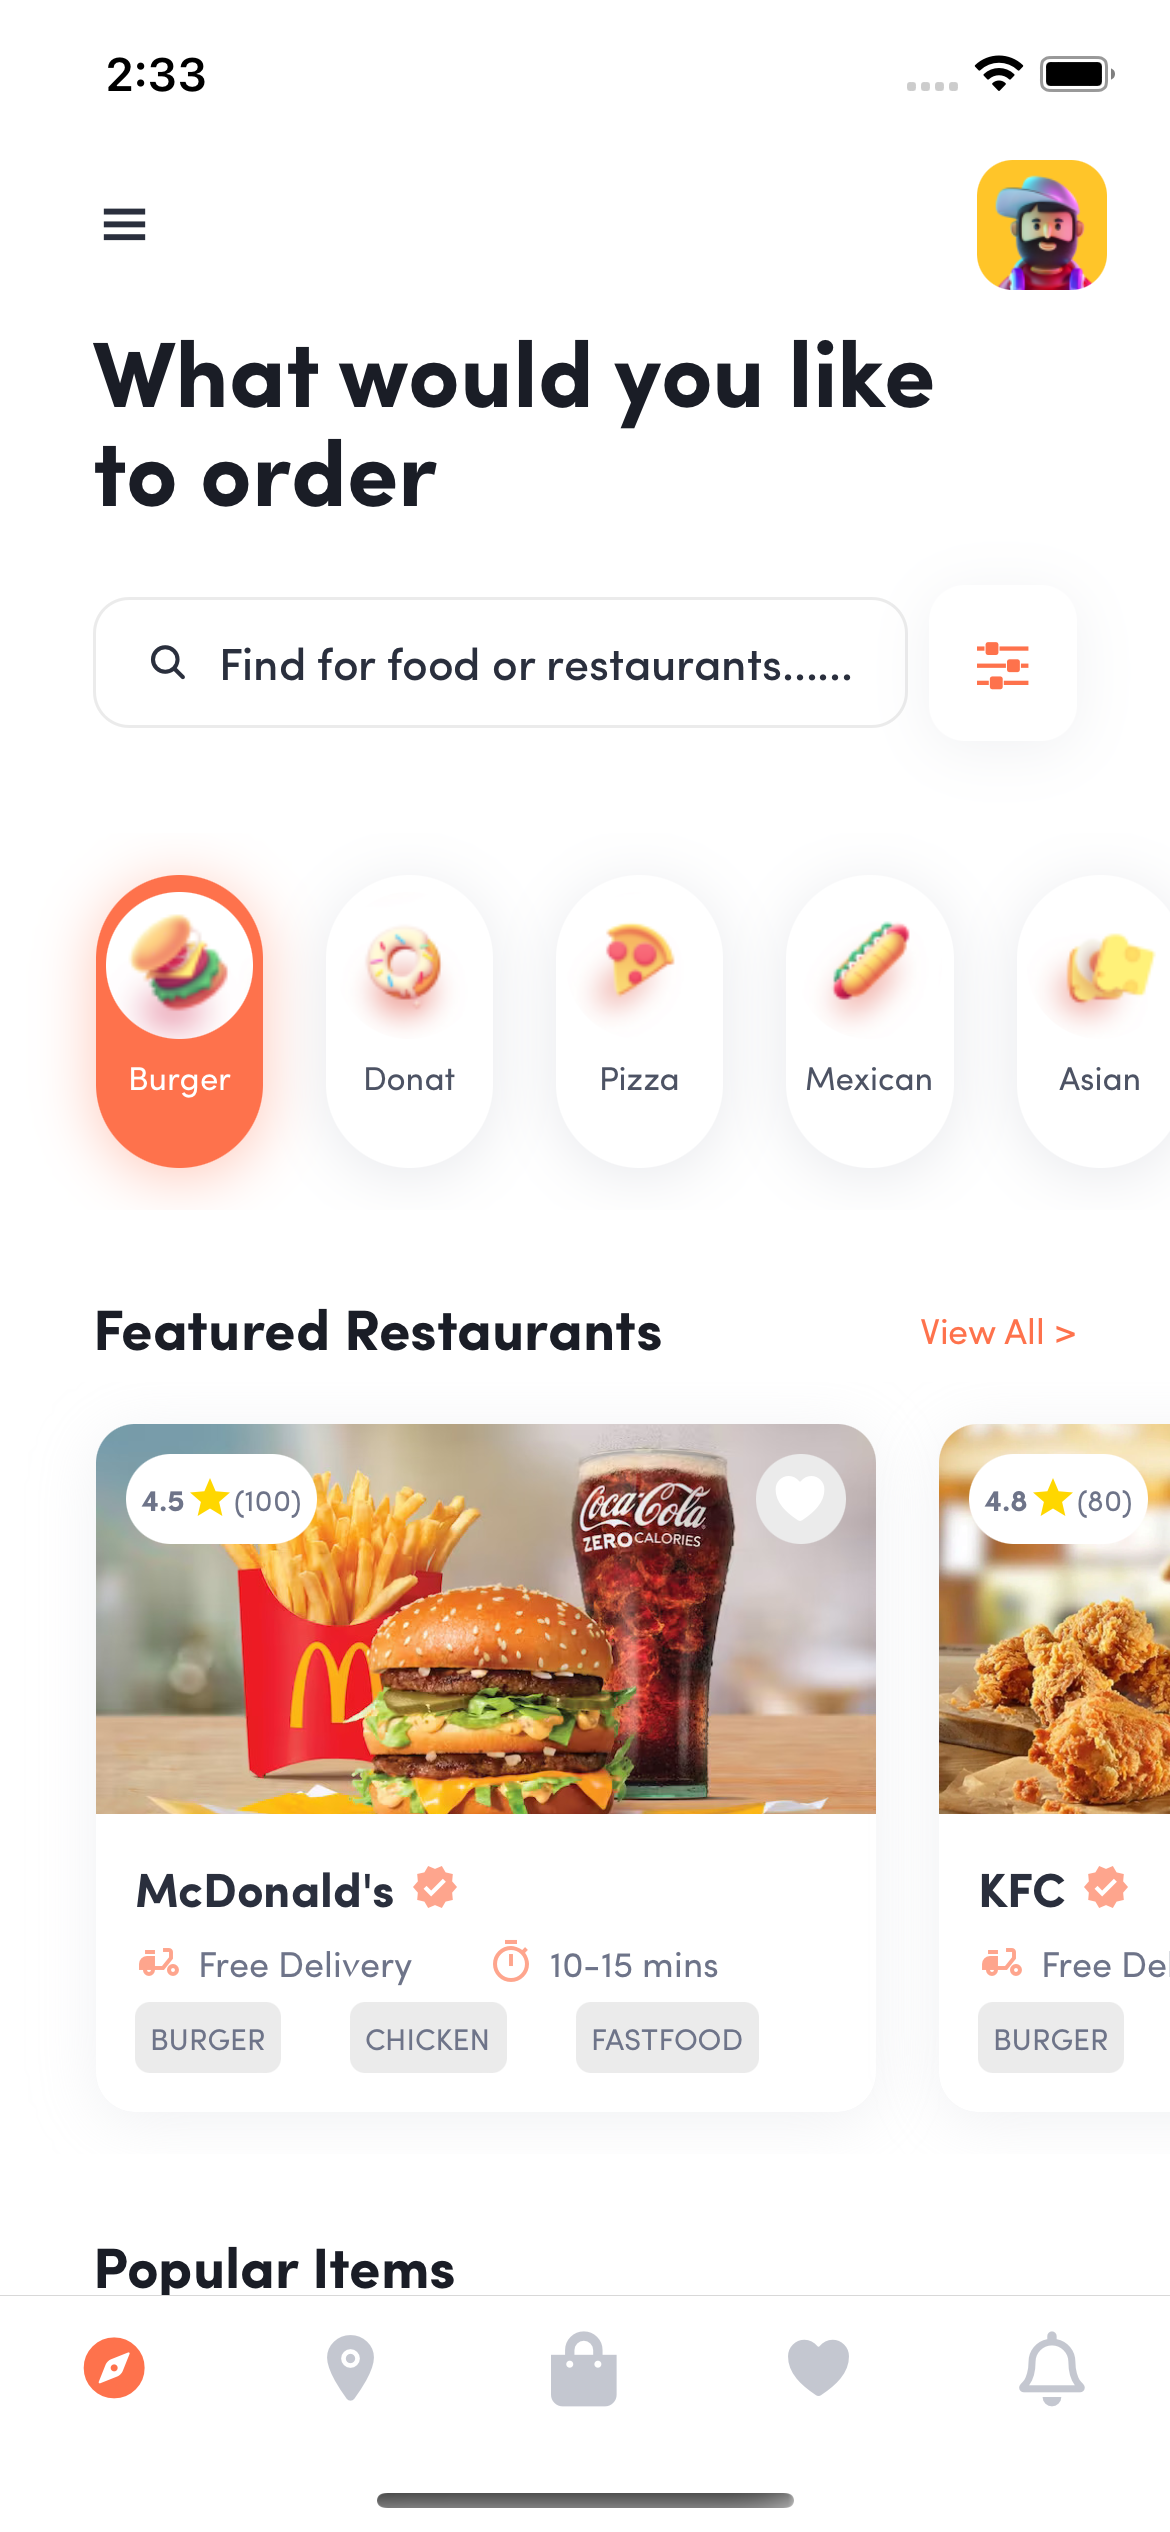 2:33
What would you like
to order
Find for food or restaurants......
Burger
Donat
Pizza
Mexican
Asian
Featured Restaurants
View All >
4.5 (100)
Coca-Cola
ZERO CALORIES
4.8 (80)
McDonald's
KFC
Free Delivery
10-15 mins
Free Del
BURGER
CHICKEN
FASTFOOD
BURGER
Popular Items